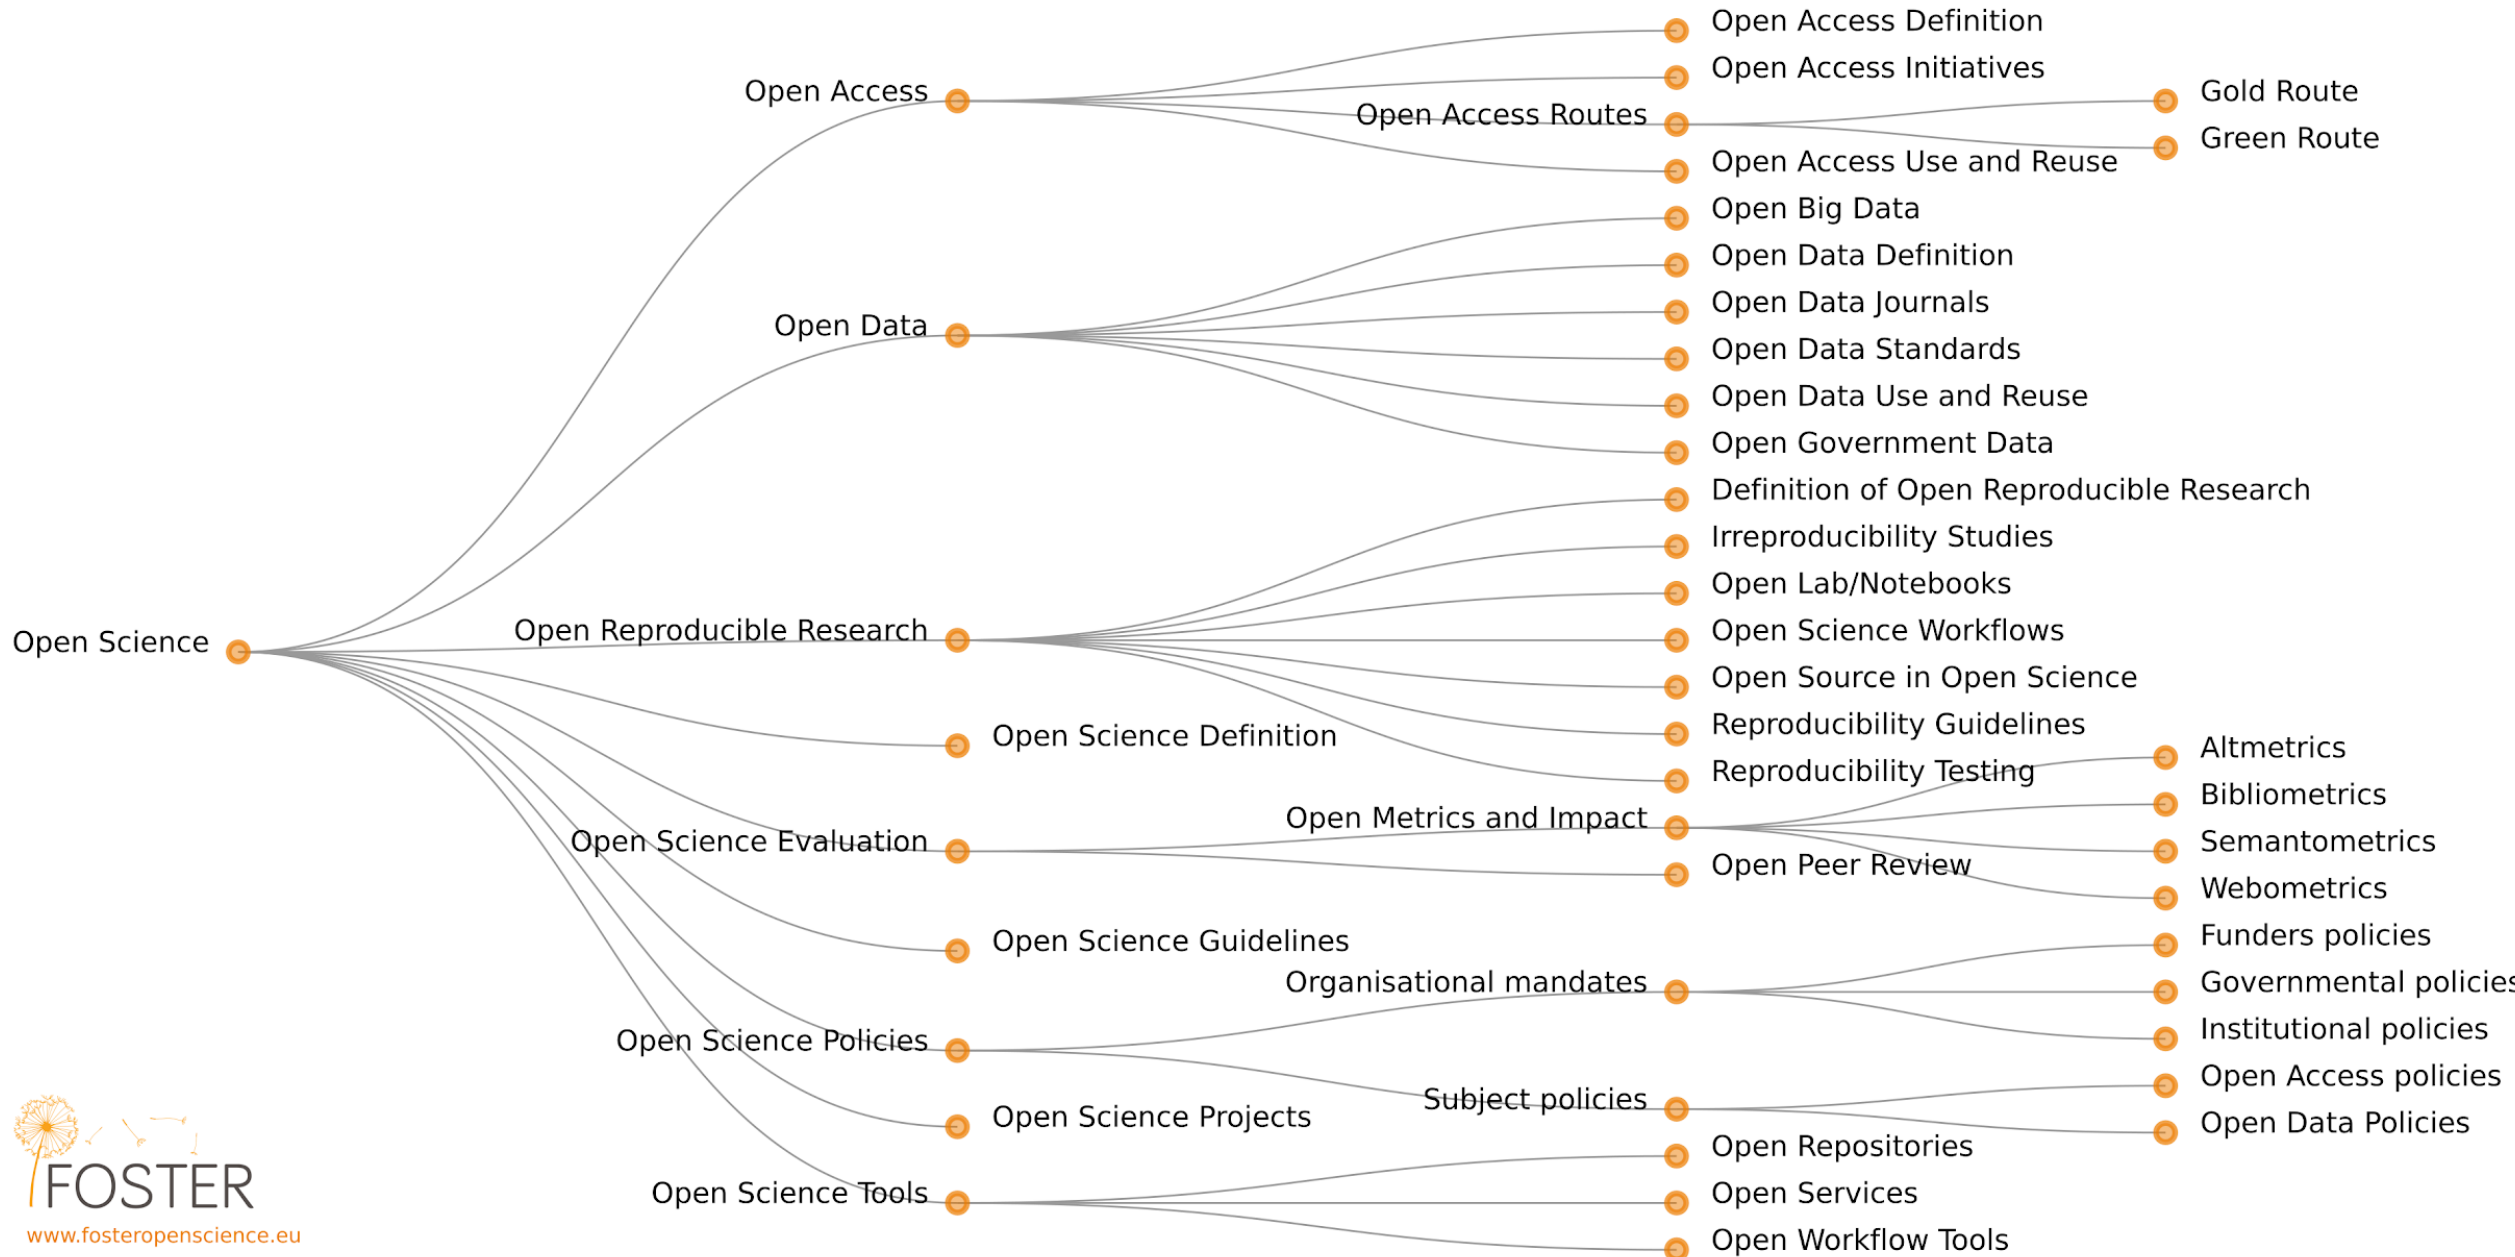 Open Science
Open Access
Open Access Definition
Open Access Initiatives
Open Access Routes
Gold Route
Green Route
Open Access Use and Reuse
Open Data
Open Big Data
Open Data Definition
Open Data Journals
Open Data Standards
Open Data Use and Reuse
Open Government Data
Open Reproducible Research
Definition of Open Reproducible Research
Irreproducibility Studies
Open Lab/Notebooks
Open Science Workflows
Open Source in Open Science
Reproducibility Guidelines
Reproducibility Testing
Open Science Definition
Open Science Evaluation
Open Metrics and Impact
Altmetrics
Bibliometrics
Semantometrics
Webometrics
Open Peer Review
Open Science Guidelines
Open Science Policies
Organisational mandates
Funders policies
Governmental policies
Institutional policies
Subject policies
Open Access policies
Open Data Policies
Open Science Projects
Open Science Tools
Open Repositories
Open Services
Open Workflow Tools
FOSTER
www.fosteropenscience.eu